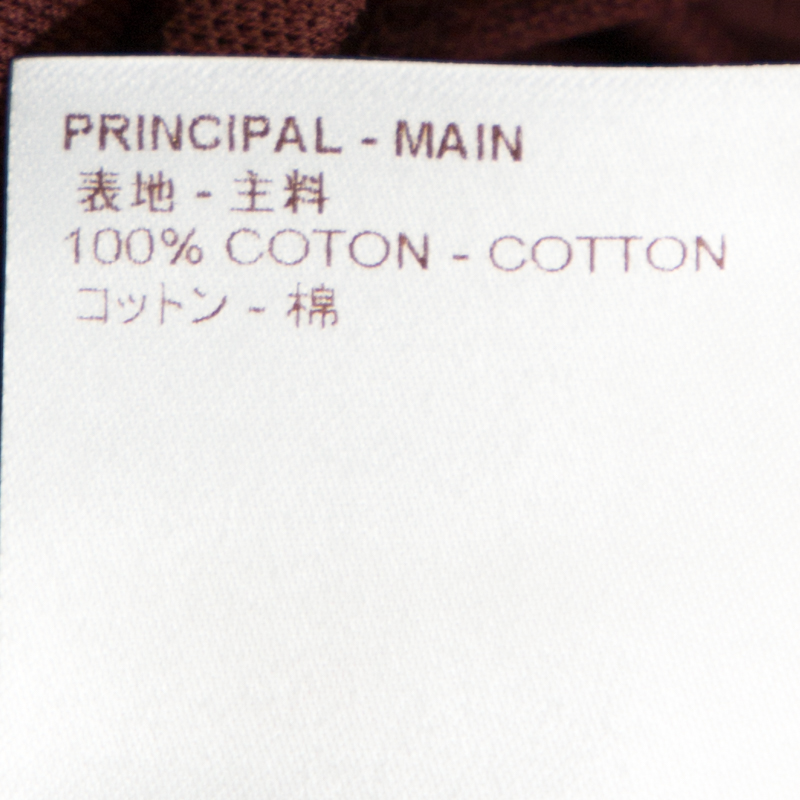 PRINCIPAL - MAIN
表地 - 主料
100% COTON - COTTON
コットン - 棉